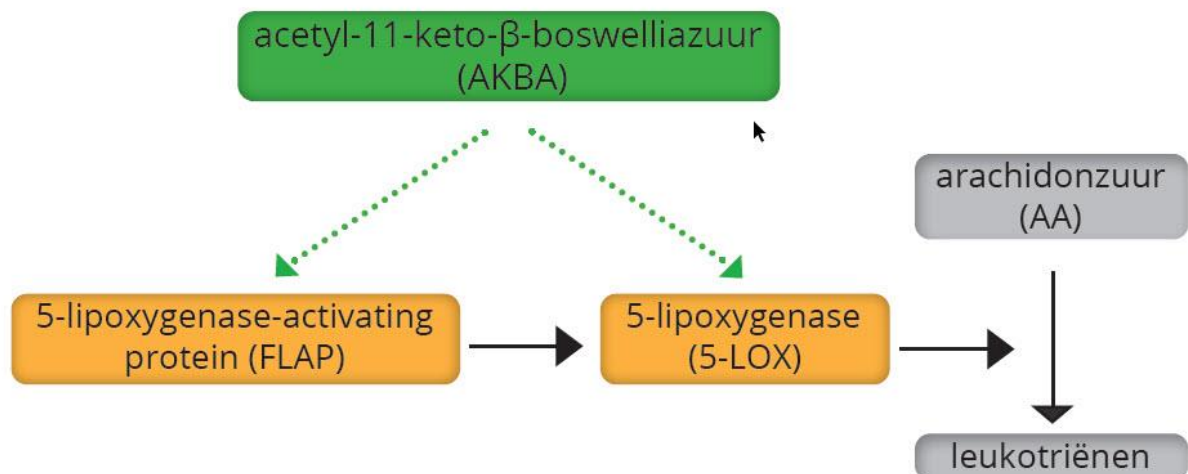 acetyl-11-keto-β-boswelliazuur
(AKBA)
arachidonzuur
(AA)
5-lipoxygenase-activating
protein (FLAP)
5-lipoxygenase
(5-LOX)
leukotriënen